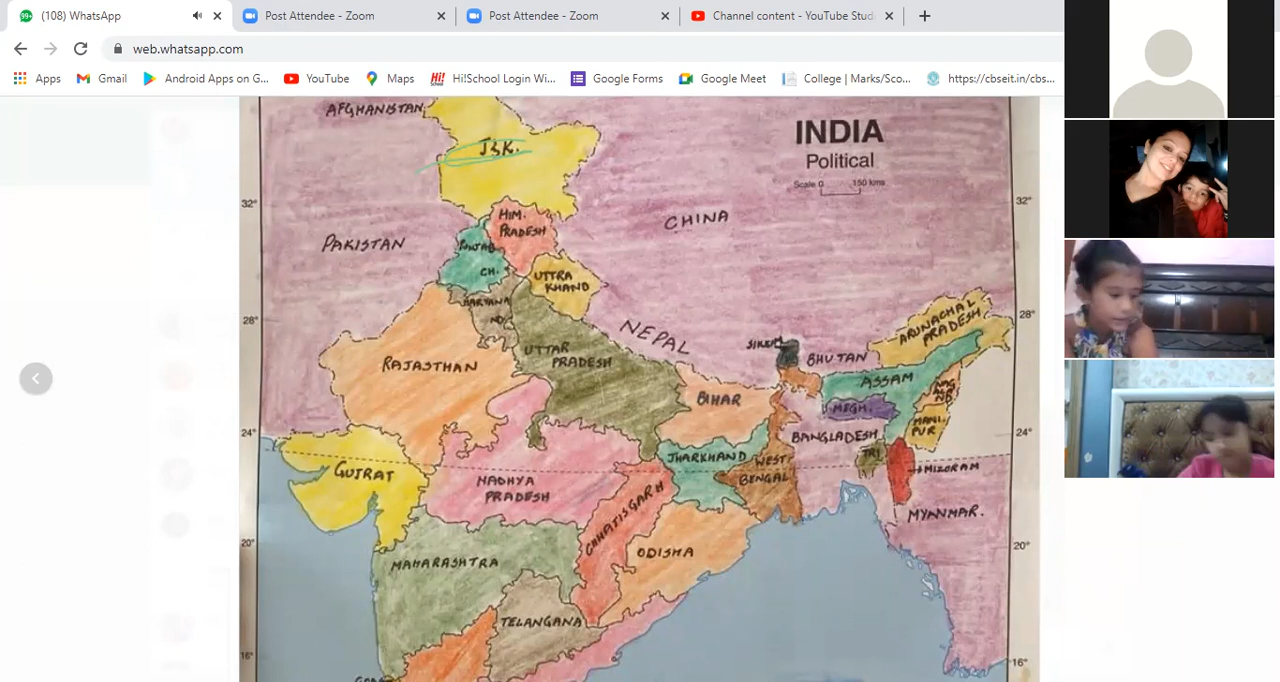 (108) WhatsApp
Post Attendee - Zoom
Post Attendee - Zoom
Channel content - YouTube Stud
web.whatsapp.com
Apps
Gmail
Android Apps on G...
YouTube
Maps
Hi!School Login Wi...
Google Forms
Google Meet
College | Marks/Sco...
https://cbseit.in/cbs...
AFGHANISTAN
INDIA
Political
Scale 0 150 kms
J&K.
32°
32°
HIM.
PRADESH
CHINA
PAKISTAN
PUNJAB
CH.
UTTRA
KHAND
HARYANA
ND
28°
28°
ARUNACHAL
PRADESH
NEPAL
SIKKIM
BHUTAN
UTTAR
PRADESH
RAJASTHAN
ASSAM
NAG
BIHAR
MEGH.
MANI
PUR
24°
24°
BANGLADESH
TRI
JHARKHAND
WEST
BENGAL
MIZORAM
GUJRAT
MADHYA
PRADESH
CHHATISGARH
MYANMAR.
20°
20°
ODISHA
MAHARASHTRA
TELANGANA
16°
16°